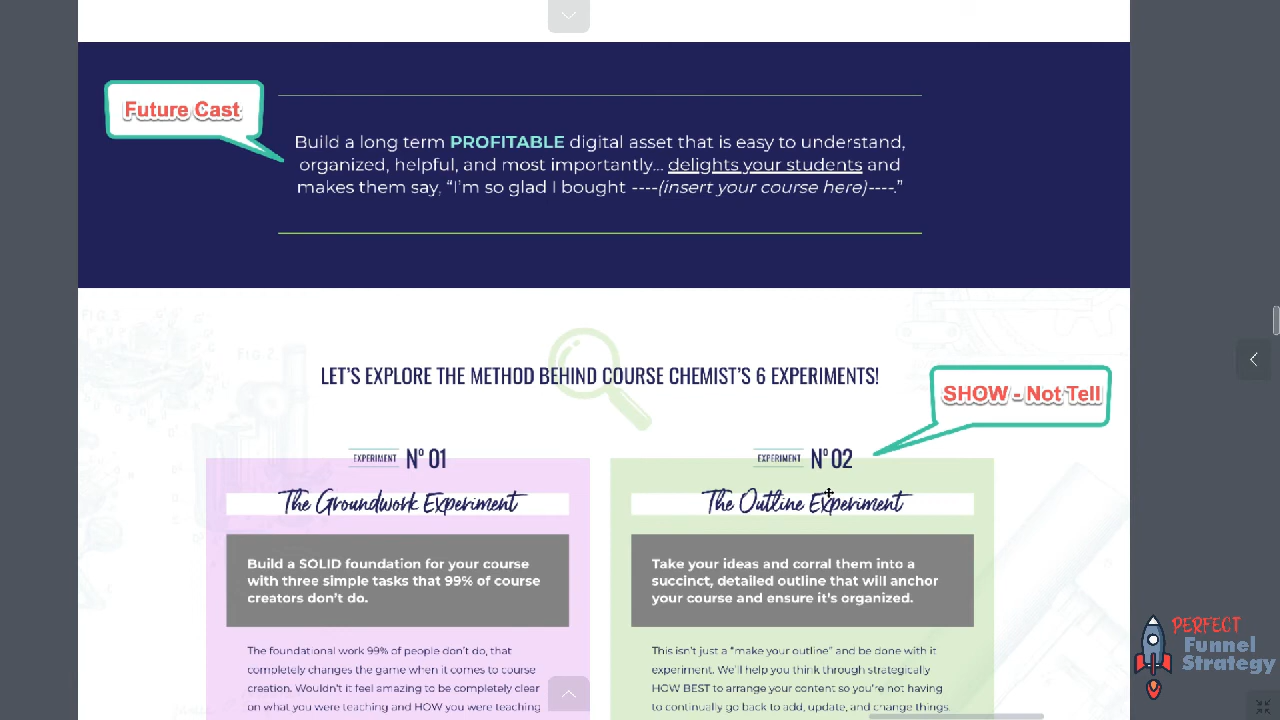 Future Cast
Build a long term PROFITABLE digital asset that is easy to understand,
organized, helpful, and most importantly... delights your students and
makes them say, “I’m so glad I bought ----(insert your course here)----.”
LET’S EXPLORE THE METHOD BEHIND COURSE CHEMIST’S 6 EXPERIMENTS!
SHOW - Not Tell
EXPERIMENT Nº 01
The Groundwork Experiment
Build a SOLID foundation for your course
with three simple tasks that 99% of course
creators don’t do.
The foundational work 99% of people don’t do, that
completely changes the game when it comes to course
creation. Wouldn’t it feel amazing to be completely clear
on what you were teaching and HOW you were teaching
EXPERIMENT Nº 02
The Outline Experiment
Take your ideas and corral them into a
succinct, detailed outline that will anchor
your course and ensure it’s organized.
This isn’t just a “make your outline” and be done with it
experiment. We’ll help you think through strategically
HOW BEST to arrange your content so you’re not having
to continually go back to add, update, and change things.
PERFECT
Funnel
Strategy